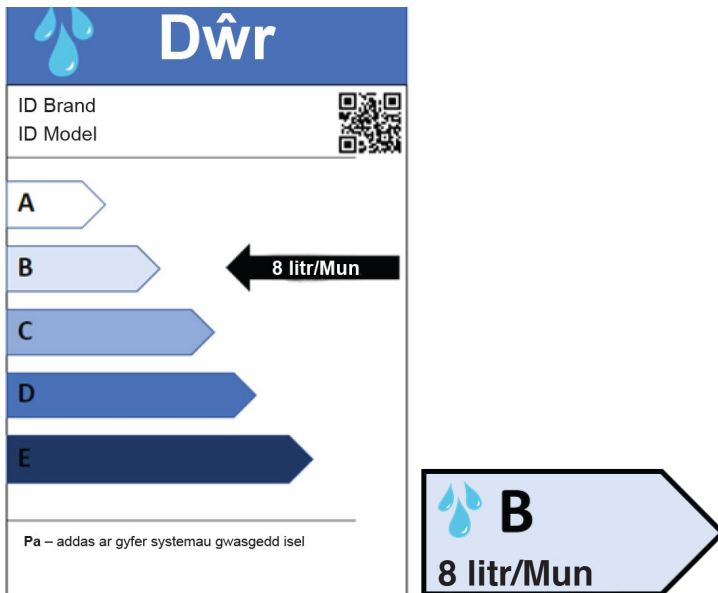 Dŵr
ID Brand
ID Model
A
B
8 litr/Mun
C
D
E
Pa – addas ar gyfer systemau gwasgedd isel
B
8 litr/Mun